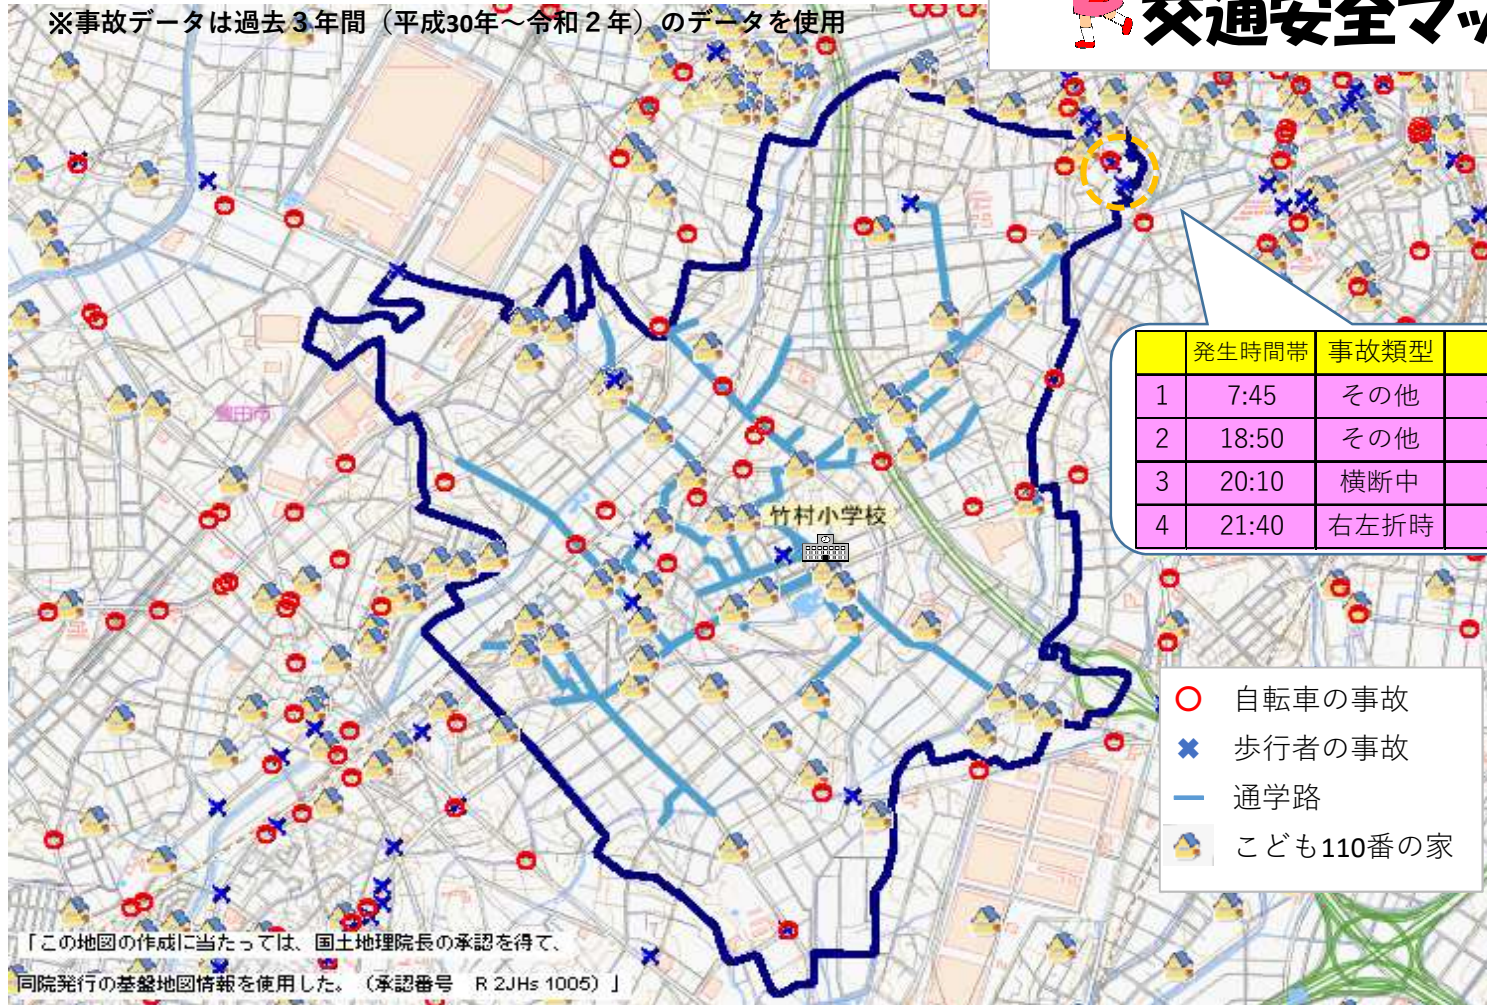 ※事故データは過去３年間（平成30年～令和２年）のデータを使用
交通安全マッ
発生時間帯 事故類型
1 7:45 その他
2 18:50 その他
3 20:10 横断中
4 21:40 右左折時
豊田市
竹村小学校
自転車の事故
歩行者の事故
通学路
こども110番の家
「この地図の作成に当たっては、国土地理院長の承認を得て、
同院発行の基盤地図情報を使用した。（承認番号　R 2JHs 1005）」